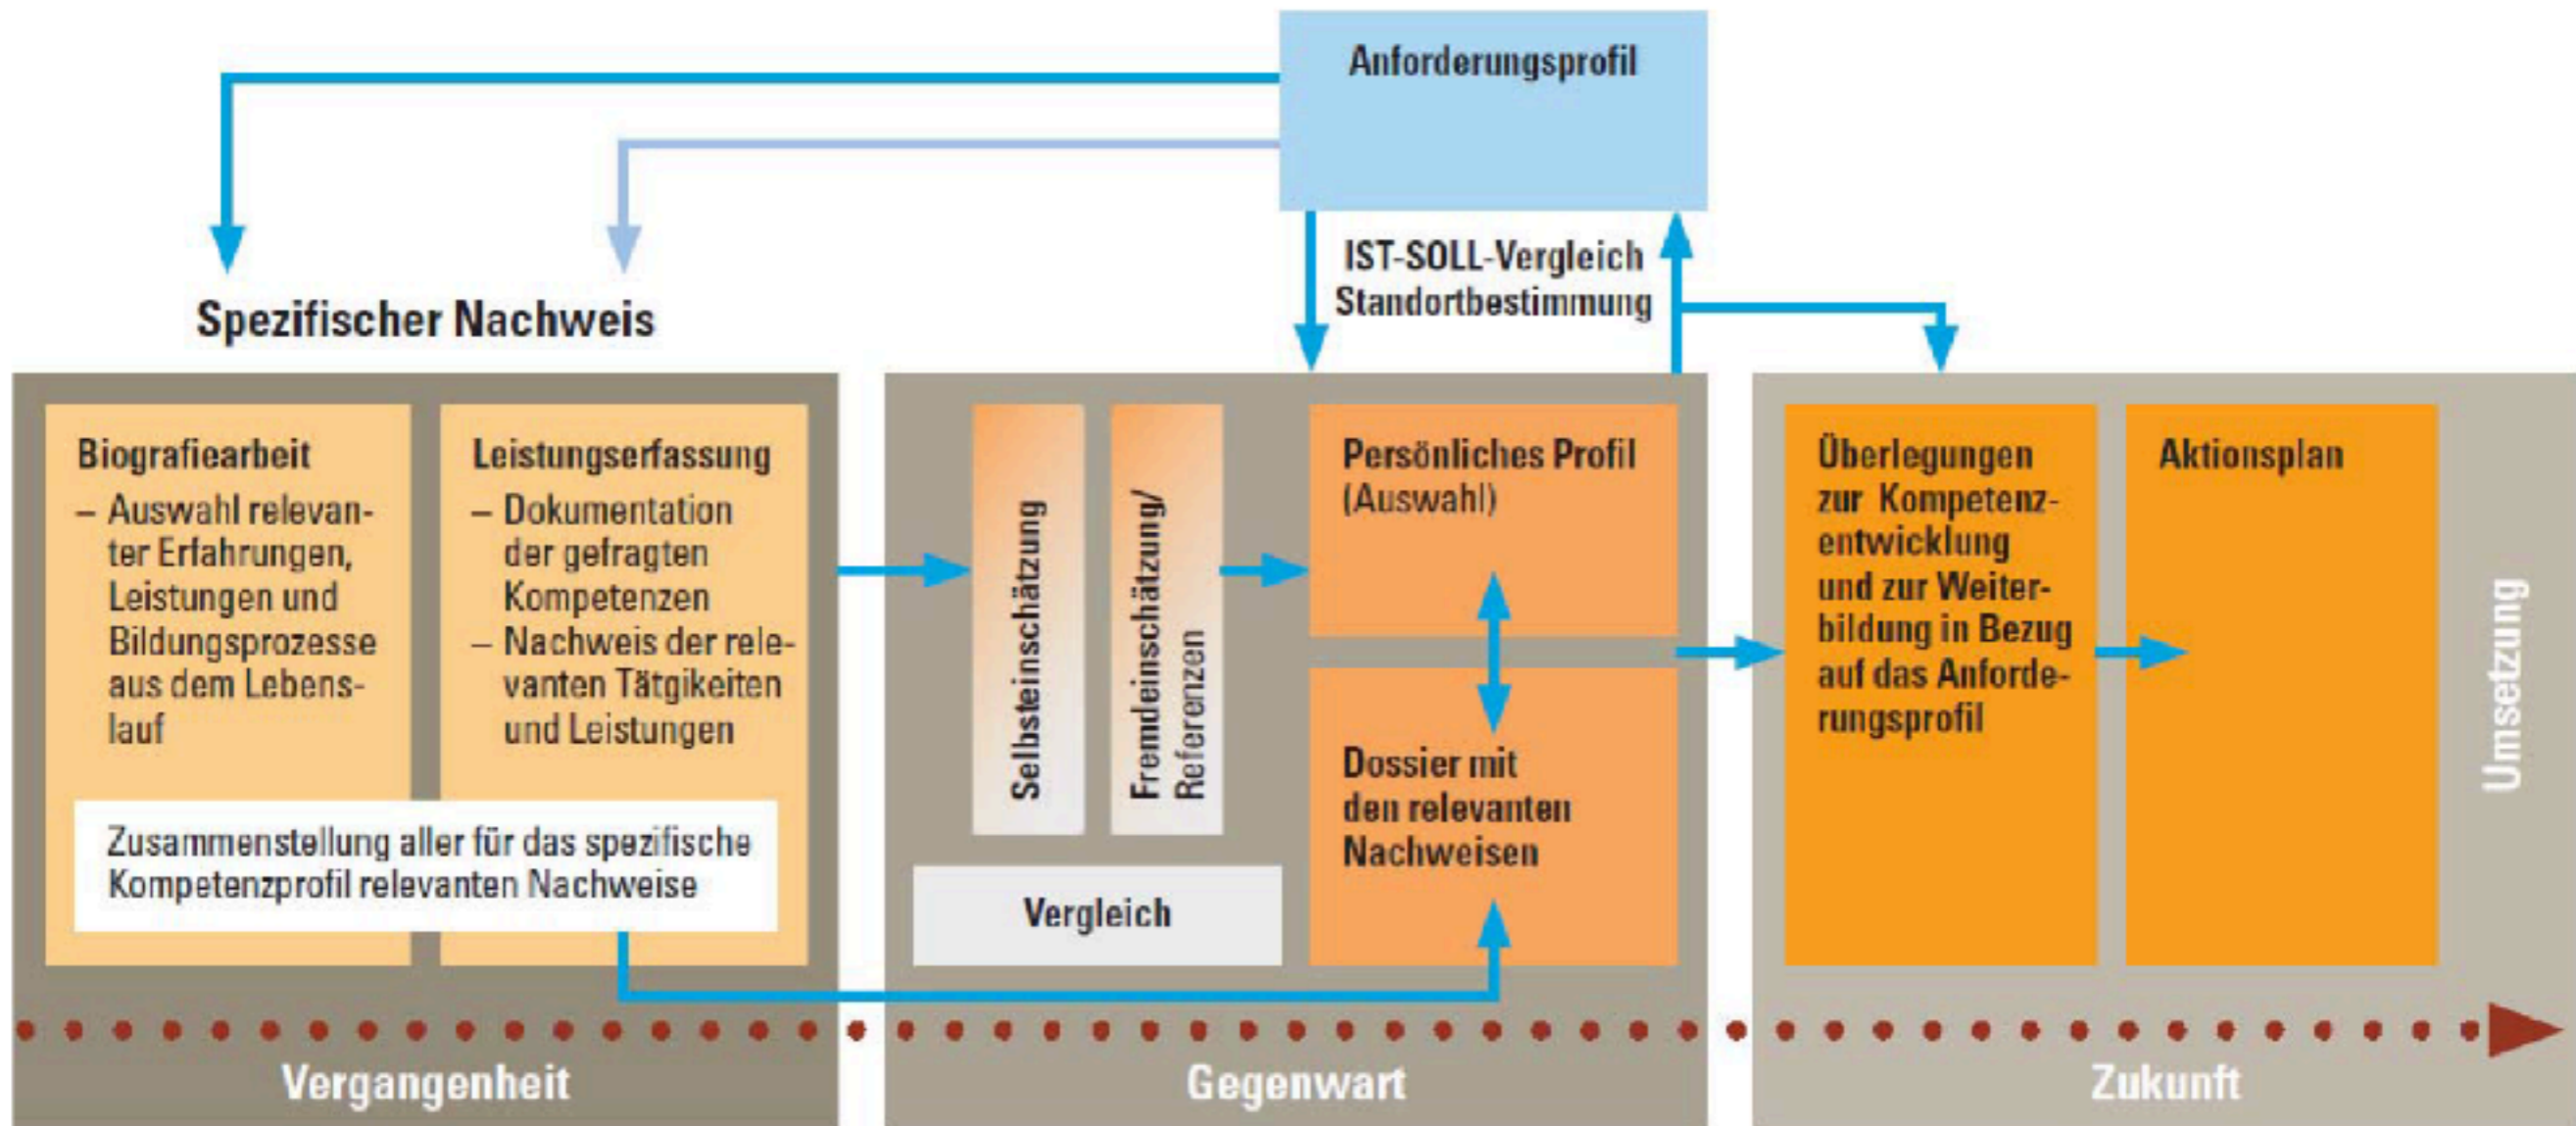 Anforderungsprofil
IST-SOLL-Vergleich
Standortbestimmung
Spezifischer Nachweis
Biografiearbeit
– Auswahl relevan-
ter Erfahrungen,
Leistungen und
Bildungsprozesse
aus dem Lebens-
lauf
Leistungserfassung
– Dokumentation
der gefragten
Kompetenzen
– Nachweis der rele-
vanten Tätgikeiten
und Leistungen
Zusammenstellung aller für das spezifische
Kompetenzprofil relevanten Nachweise
Selbsteinschätzung
Fremdeinschätzung/
Referenzen
Vergleich
Persönliches Profil
(Auswahl)
Dossier mit
den relevanten
Nachweisen
Überlegungen
zur Kompetenz-
entwicklung
und zur Weiter-
bildung in Bezug
auf das Anforde-
rungsprofil
Aktionsplan
Umsetzung
Vergangenheit
Gegenwart
Zukunft